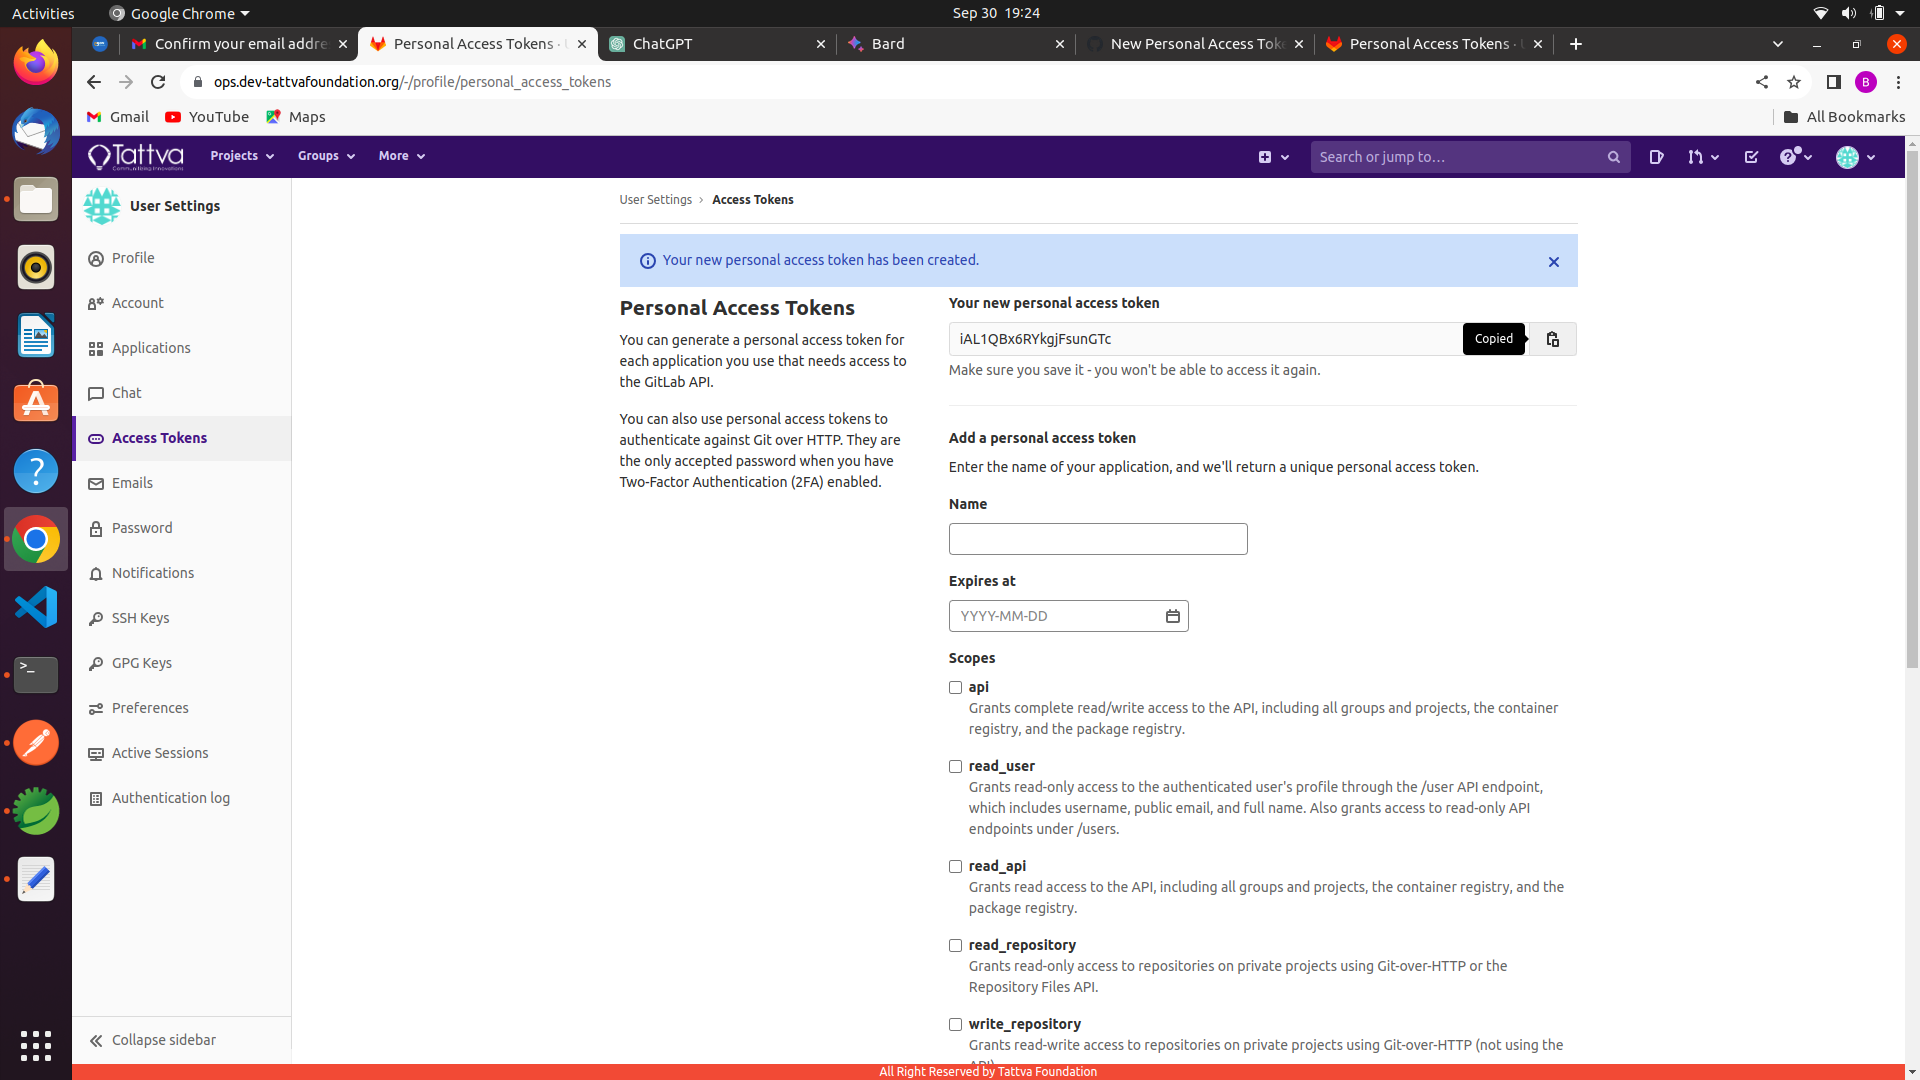 Activities
Google Chrome
Sep 30 19:24
Confirm your email addre
Personal Access Tokens ·
ChatGPT
Bard
New Personal Access Toke
Personal Access Tokens ·
ops.dev-tattvafoundation.org/-/profile/personal_access_tokens
B
Gmail
YouTube
Maps
All Bookmarks
Tattva
Projects
Groups
More
Search or jump to…
User Settings
Profile
Account
Applications
Chat
Access Tokens
Emails
Password
Notifications
SSH Keys
GPG Keys
Preferences
Active Sessions
Authentication log
Collapse sidebar
User Settings › Access Tokens
Your new personal access token has been created.
Personal Access Tokens
You can generate a personal access token for
each application you use that needs access to
the GitLab API.
You can also use personal access tokens to
authenticate against Git over HTTP. They are
the only accepted password when you have
Two-Factor Authentication (2FA) enabled.
Your new personal access token
iAL1QBx6RYkgjFsunGTc
Copied
Make sure you save it - you won't be able to access it again.
Add a personal access token
Enter the name of your application, and we'll return a unique personal access token.
Name
Expires at
YYYY-MM-DD
Scopes
api
Grants complete read/write access to the API, including all groups and projects, the container
registry, and the package registry.
read_user
Grants read-only access to the authenticated user's profile through the /user API endpoint,
which includes username, public email, and full name. Also grants access to read-only API
endpoints under /users.
read_api
Grants read access to the API, including all groups and projects, the container registry, and the
package registry.
read_repository
Grants read-only access to repositories on private projects using Git-over-HTTP or the
Repository Files API.
write_repository
Grants read-write access to repositories on private projects using Git-over-HTTP (not using the
All Right Reserved by Tattva Foundation